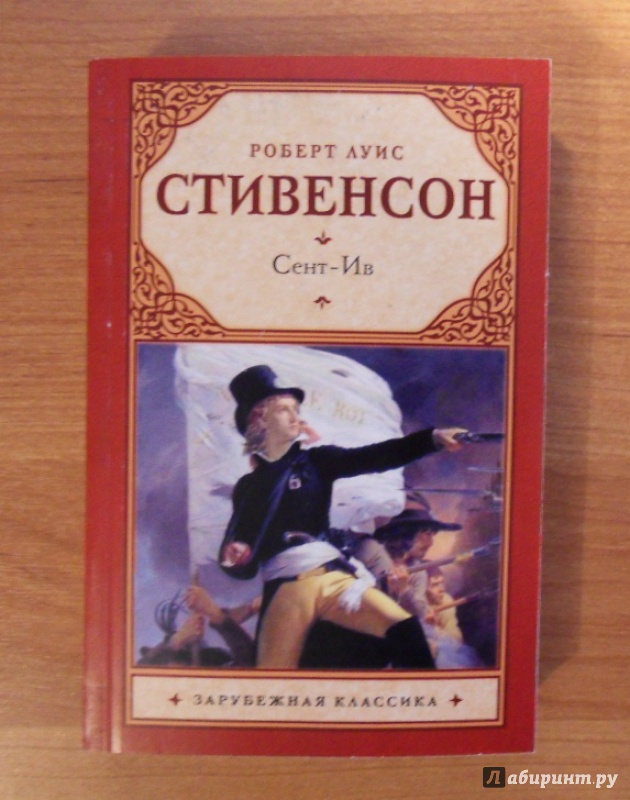 РОБЕРТ ЛУИС
СТИВЕНСОН
Сент-Ив
ЗАРУБЕЖНАЯ КЛАССИКА
Лабиринт.ру